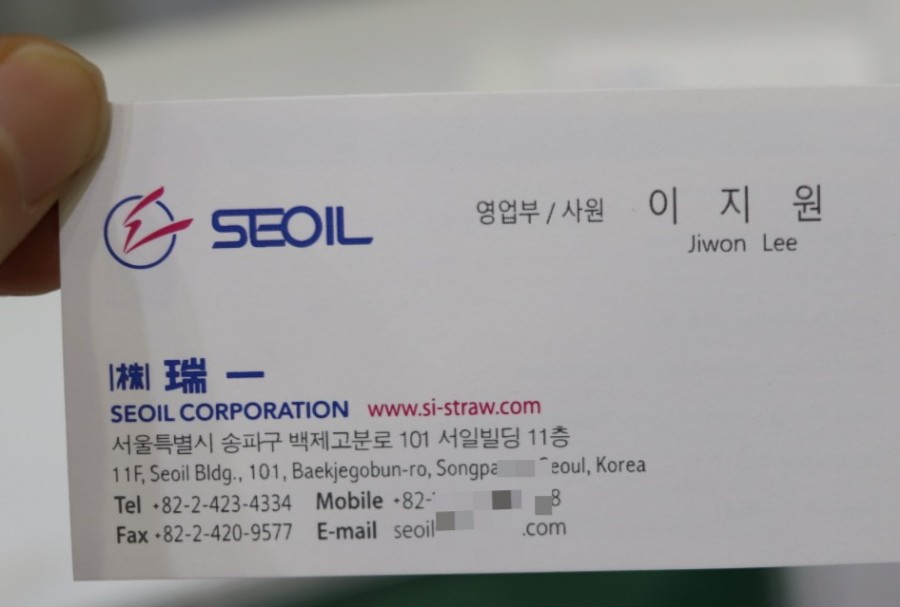 SEOIL
영업부 / 사원 이 지 원
Jiwon Lee
|株| 瑞 一
SEOIL CORPORATION www.si-straw.com
서울특별시 송파구 백제고분로 101 서일빌딩 11층
11F, Seoil Bldg., 101, Baekjegobun-ro, Songpa eoul, Korea
Tel +82-2-423-4334 Mobile +82- 8
Fax +82-2-420-9577 E-mail seoil .com